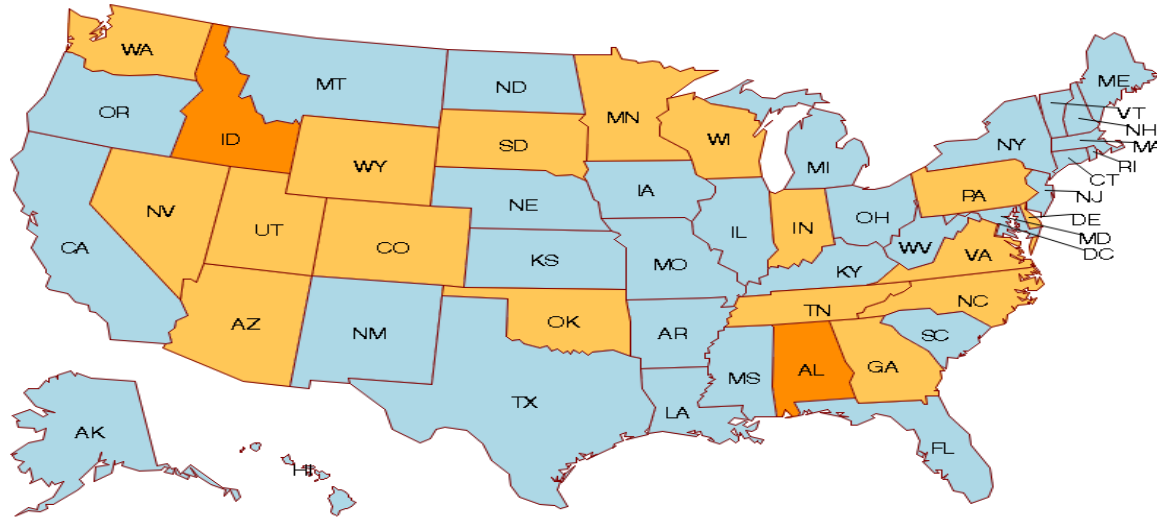 WA
MT
ND
ME
OR
ID
MN
VT
NH
WI
NY
MA
SD
WY
MI
RI
CT
IA
PA
NJ
NE
NV
OH
DE
UT
IL
IN
CA
CO
WV
MD
VA
DC
KS
MO
KY
NC
TN
OK
AZ
NM
AR
SC
AL
GA
MS
TX
LA
AK
FL
HI